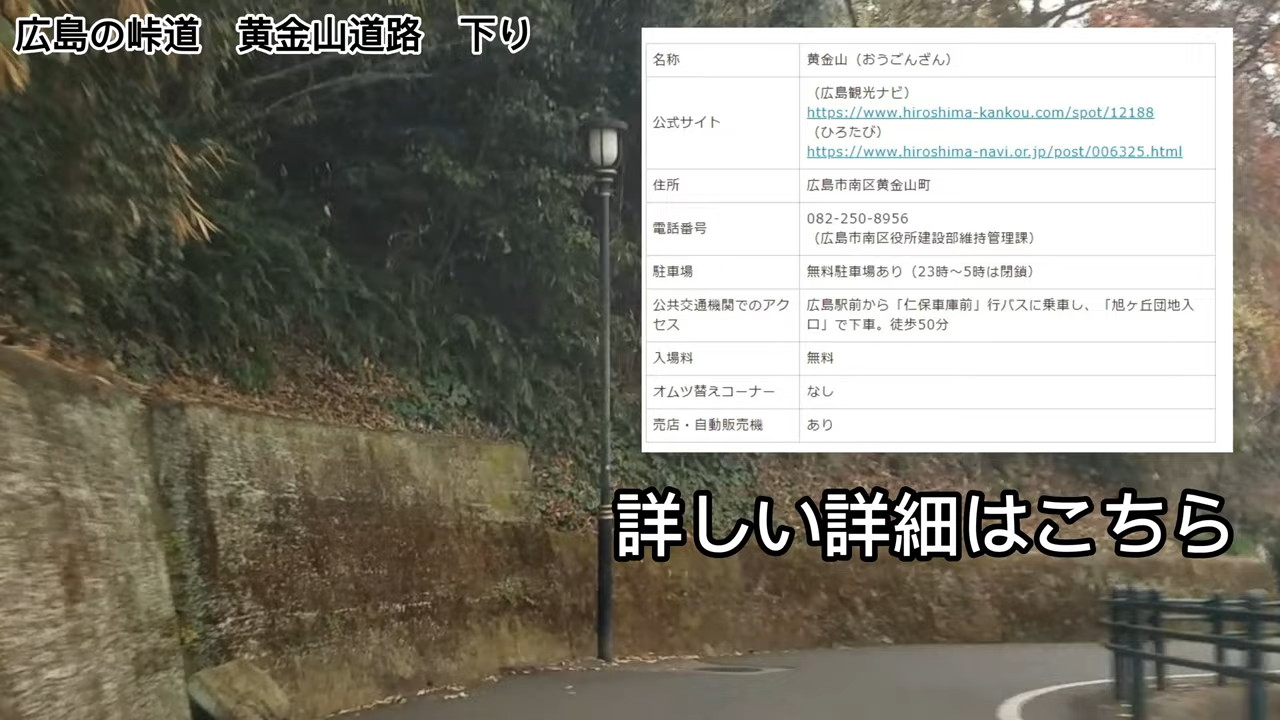 広島の峠道　黄金山道路　下り
名称 黄金山（おうごんざん）
公式サイト
（広島観光ナビ）
https://www.hiroshima-kankou.com/spot/12188
（ひろたび）
https://www.hiroshima-navi.or.jp/post/006325.html
住所 広島市南区黄金山町
電話番号
082-250-8956
（広島市南区役所建設部維持管理課）
駐車場 無料駐車場あり（23時～5時は閉鎖）
公共交通機関でのアク
セス
広島駅前から「仁保車庫前」行バスに乗車し、「旭ヶ丘団地入
口」で下車。徒歩50分
入場料 無料
オムツ替えコーナー なし
売店・自動販売機 あり
詳しい詳細はこちら